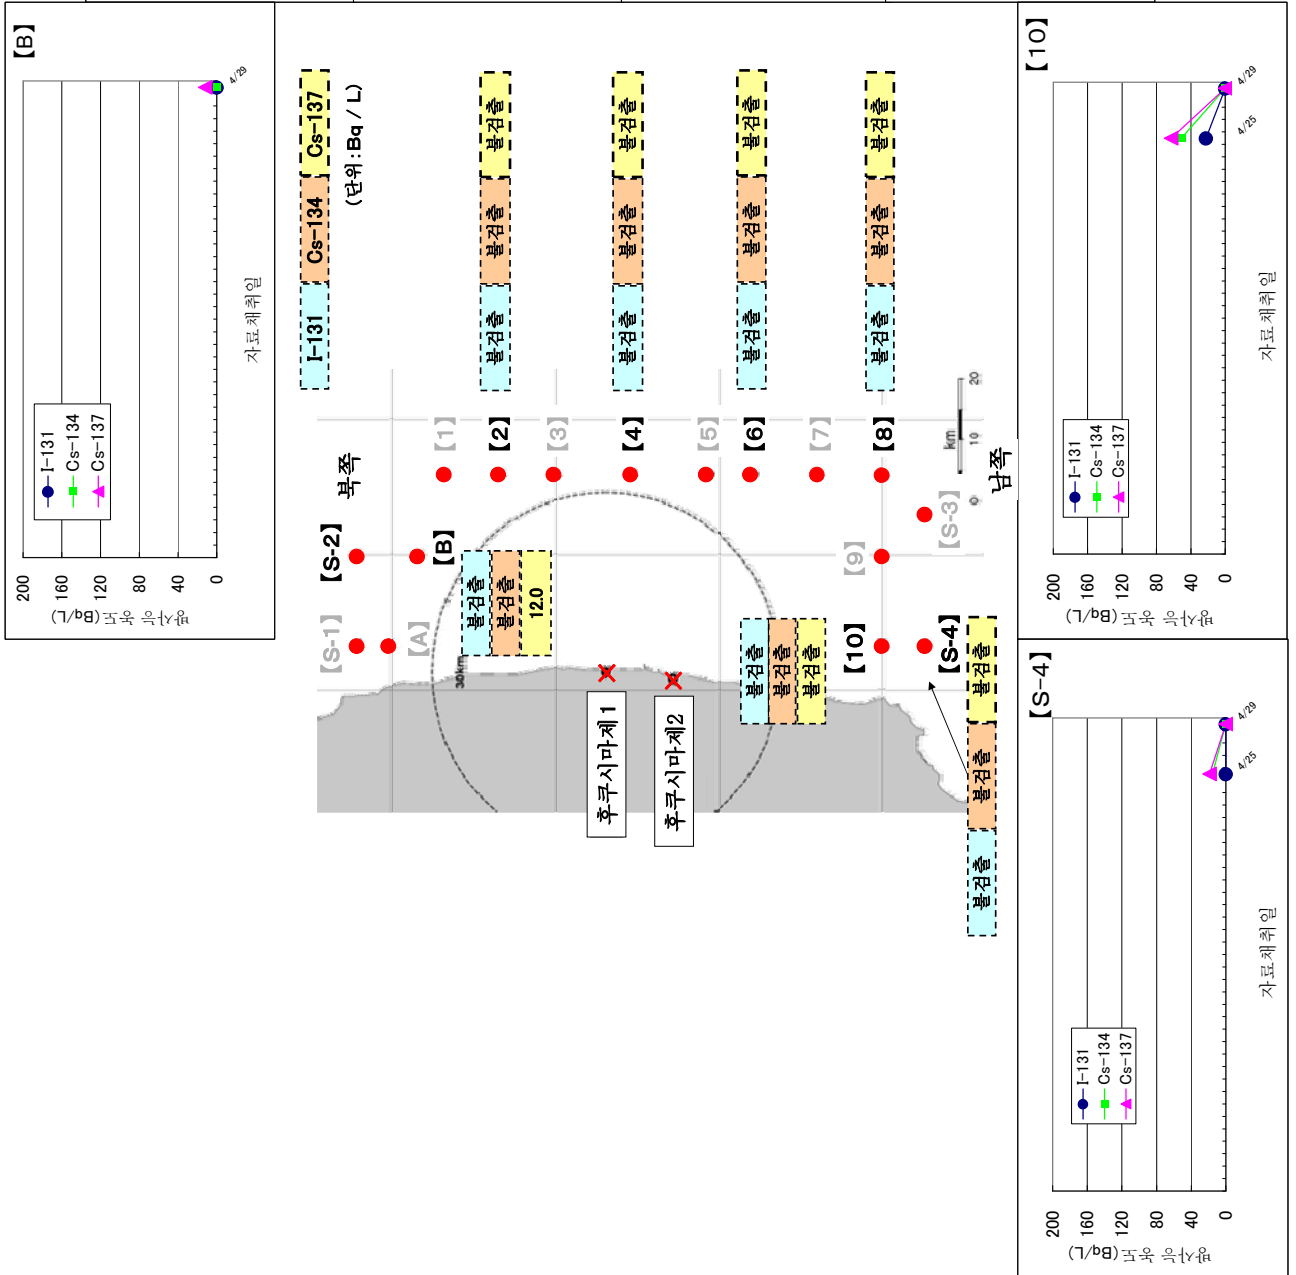 【B】
200
160
120
80
40
0
방사능 농도(Bq/L)
I-131
Cs-134
Cs-137
4/29
자료채취일
I-131 Cs-134 Cs-137
(단위:Bq / L)
불검출 불검출 불검출
불검출 불검출 불검출
불검출 불검출 불검출
불검출 불검출 불검출
북쪽
【1】
【2】
【3】
【4】
【5】
【6】
【7】
【8】
남쪽
km
0 10 20
【S-1】
【S-2】
【A】
【B】
불검출
불검출
12.0
30km
후쿠시마제 1
후쿠시마제2
불검출
불검출
불검출
【9】
【10】
【S-3】
【S-4】
불검출 불검출 불검출
【10】
200
160
120
80
40
0
방사능 농도(Bq/L)
I-131
Cs-134
Cs-137
4/25
4/29
자료채취일
【S-4】
200
160
120
80
40
0
방사능 농도(Bq/L)
I-131
Cs-134
Cs-137
4/25
4/29
자료채취일